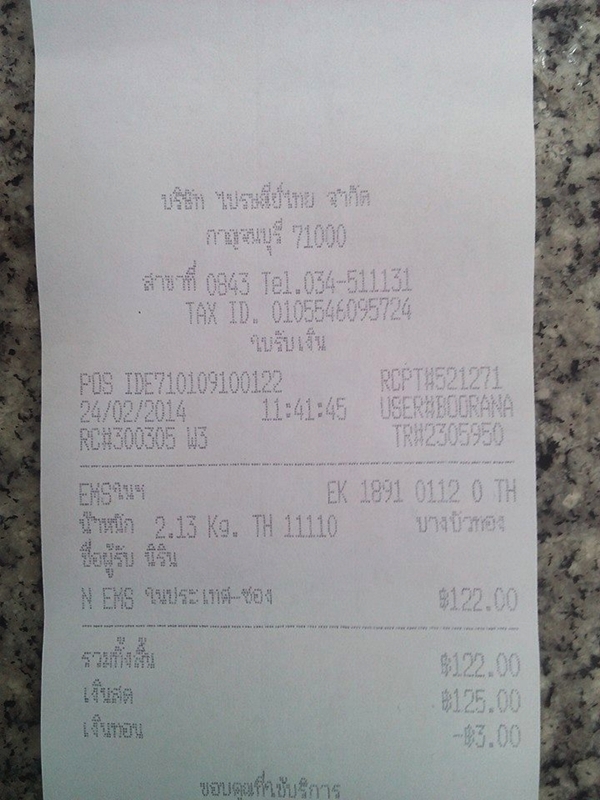 บริษัท ไปรษณีย์ไทย จำกัด
กาญจนบุรี 71000
สาขาที่ 0843 Tel.034-511131
TAX ID. 0105546095724
ใบรับเงิน
POS IDE710109100122 RCPT#521271
24/02/2014 11:41:45 USER#BOORANA
RC#300305 W3 TR#2305950
EMSในฯ EK 1891 0112 0 TH
น้ำหนัก 2.13 Kg. TH 11110 บางบัวทอง
ชื่อผู้รับ นิริน
N EMS ในประเทศ-ซอง ฿122.00
รวมทั้งสิ้น ฿122.00
เงินสด ฿125.00
เงินทอน -฿3.00
ขอบคุณที่ใช้บริการ